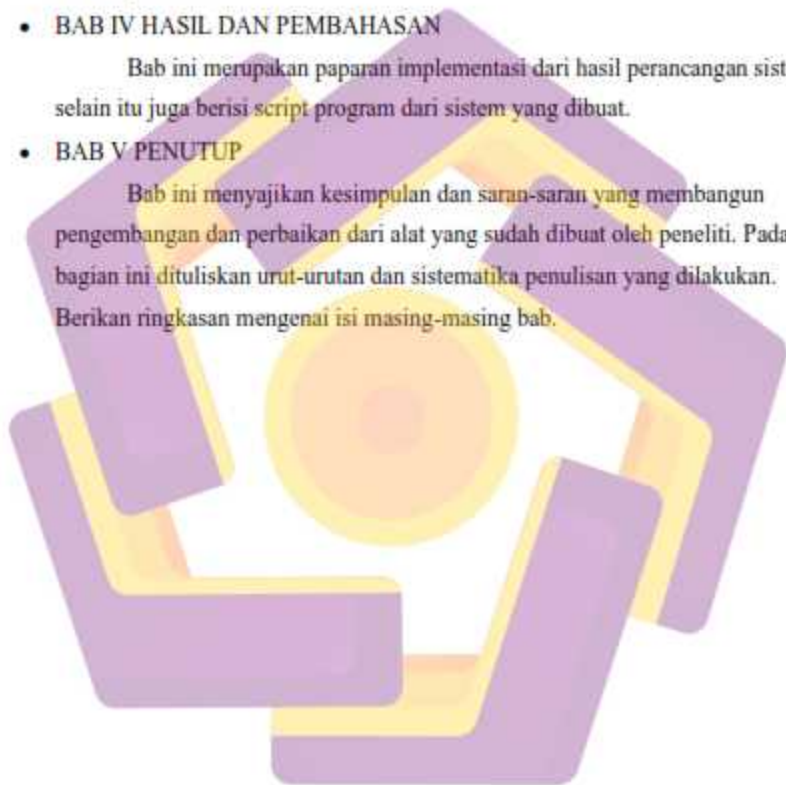 • BAB IV HASIL DAN PEMBAHASAN
Bab ini merupakan paparan implementasi dari hasil perancangan sist
selain itu juga berisi script program dari sistem yang dibuat.
• BAB V PENUTUP
Bab ini menyajikan kesimpulan dan saran-saran yang membangun
pengembangan dan perbaikan dari alat yang sudah dibuat oleh peneliti. Pada
bagian ini dituliskan urut-urutan dan sistematika penulisan yang dilakukan.
Berikan ringkasan mengenai isi masing-masing bab.